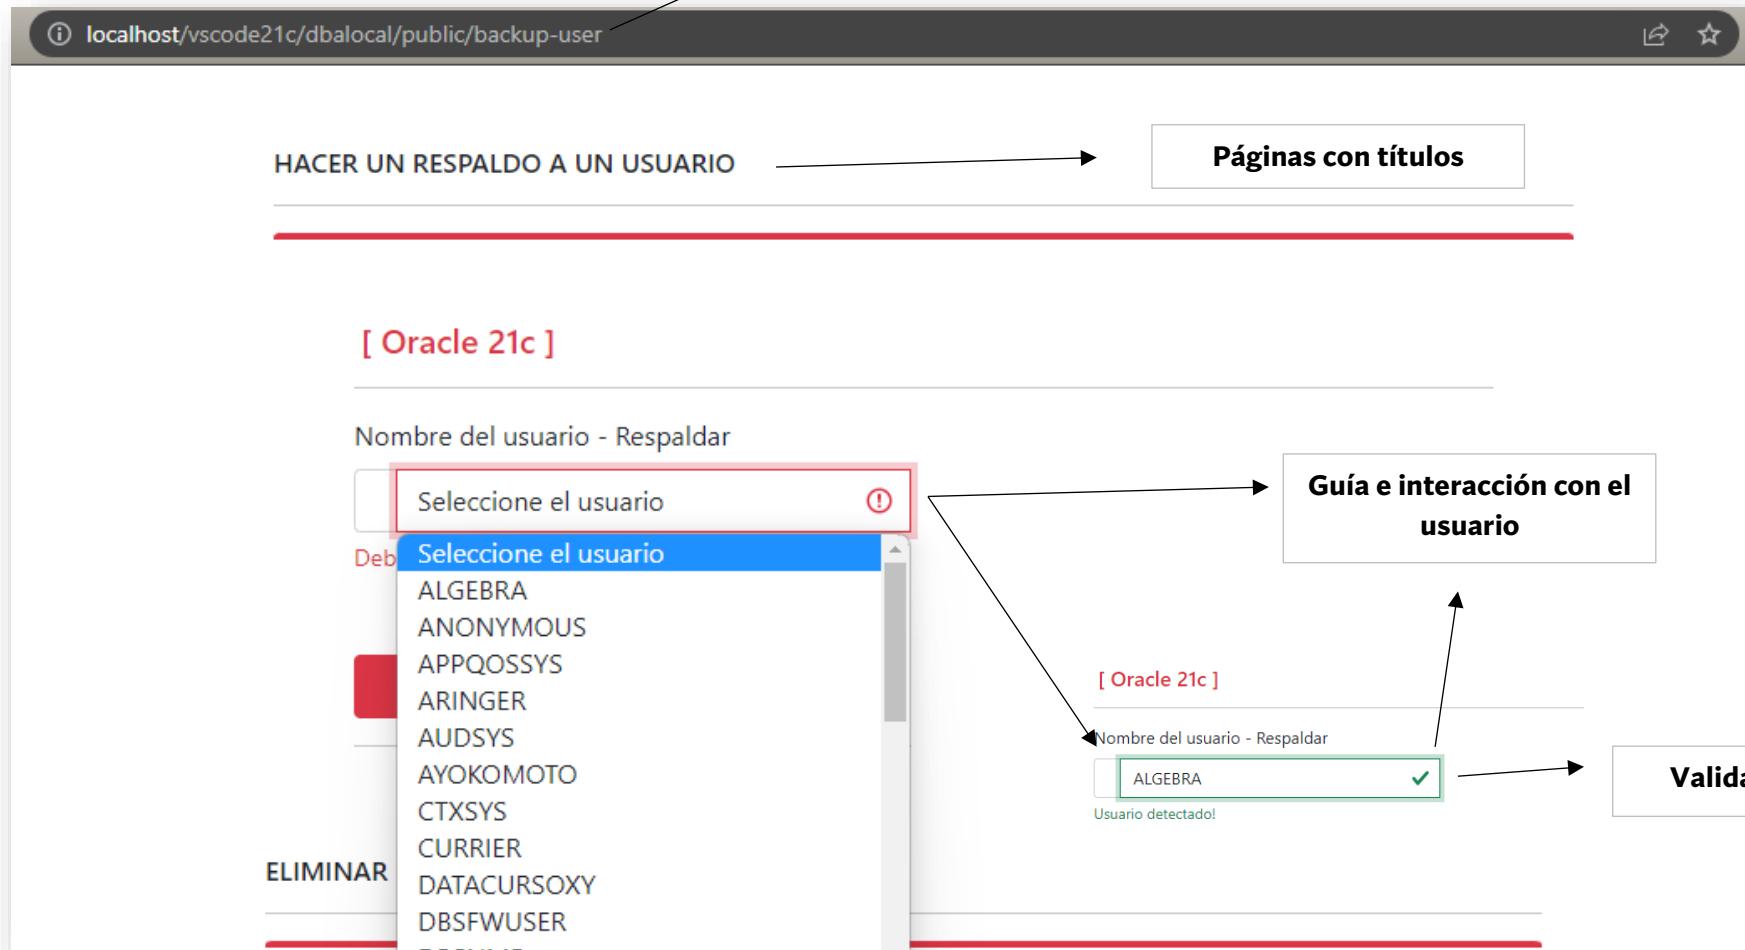 localhost/vscode21c/dbalocal/public/backup-user
HACER UN RESPALDO A UN USUARIO
Páginas con títulos
[ Oracle 21c ]
Nombre del usuario - Respaldar
Seleccione el usuario
Deb
Seleccione el usuario
ALGEBRA
ANONYMOUS
APPQOSSYS
ARINGER
AUDSYS
AYOKOMOTO
CTXSYS
CURRIER
DATACURSOXY
DBSFWUSER
Guía e interacción con el
usuario
[ Oracle 21c ]
Nombre del usuario - Respaldar
ALGEBRA
Usuario detectado!
Valida
ELIMINAR